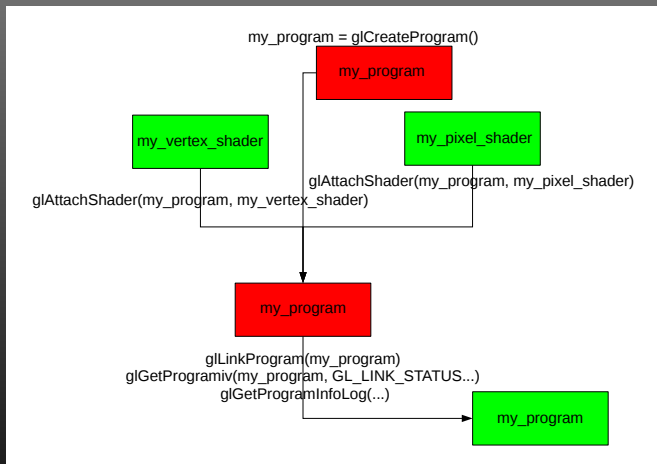 my_program = glCreateProgram()
my_program
my_vertex_shader
my_pixel_shader
glAttachShader(my_program, my_pixel_shader)
glAttachShader(my_program, my_vertex_shader)
my_program
glLinkProgram(my_program)
glGetProgramiv(my_program, GL_LINK_STATUS...)
glGetProgramInfoLog(...)
my_program